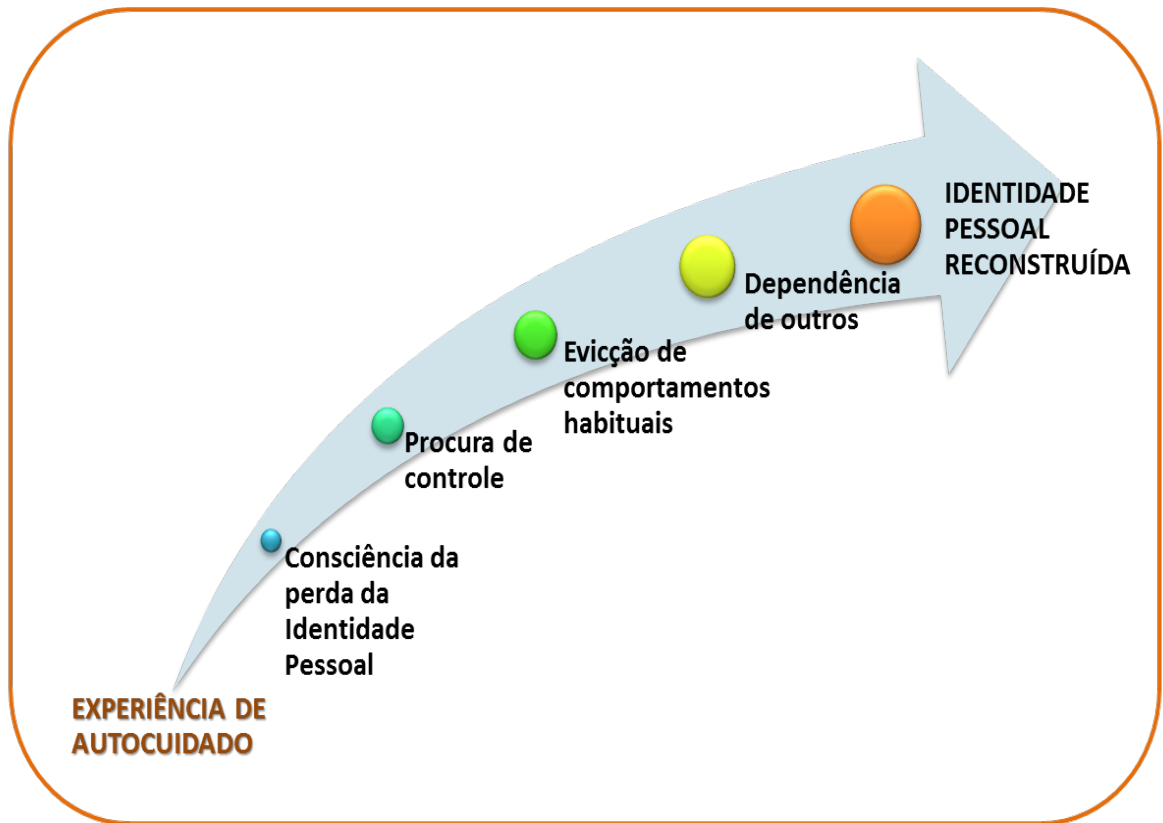 EXPERIÊNCIA DE
AUTOCUIDADO
Consciência da
perda da
Identidade
Pessoal
Procura de
controle
Evicção de
comportamentos
habituais
Dependência
de outros
IDENTIDADE
PESSOAL
RECONSTRUÍDA